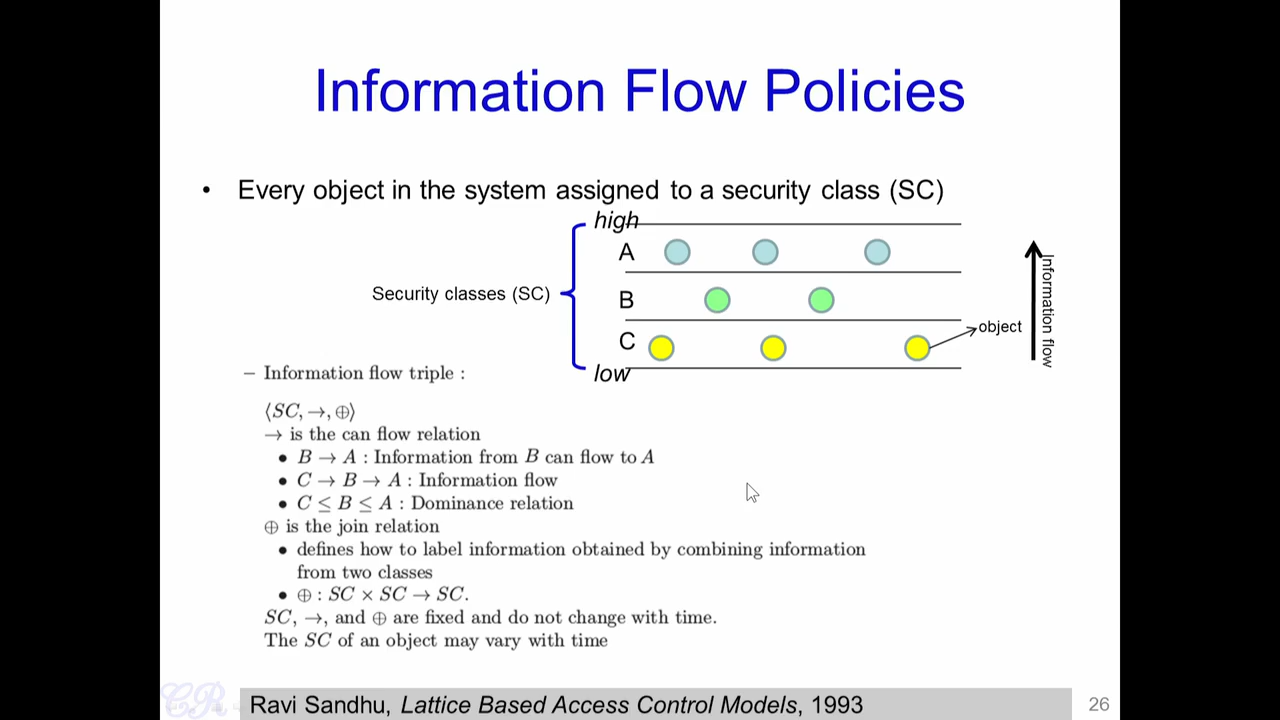 Information Flow Policies
• Every object in the system assigned to a security class (SC)
high
A
Security classes (SC)
B
C
object
Information flow
low
– Information flow triple :
⟨SC, →, ⊕⟩
→ is the can flow relation
• B → A : Information from B can flow to A
• C → B → A : Information flow
• C ≤ B ≤ A : Dominance relation
⊕ is the join relation
• defines how to label information obtained by combining information
from two classes
• ⊕ : SC × SC → SC.
SC, →, and ⊕ are fixed and do not change with time.
The SC of an object may vary with time
CR
Ravi Sandhu, Lattice Based Access Control Models, 1993
26